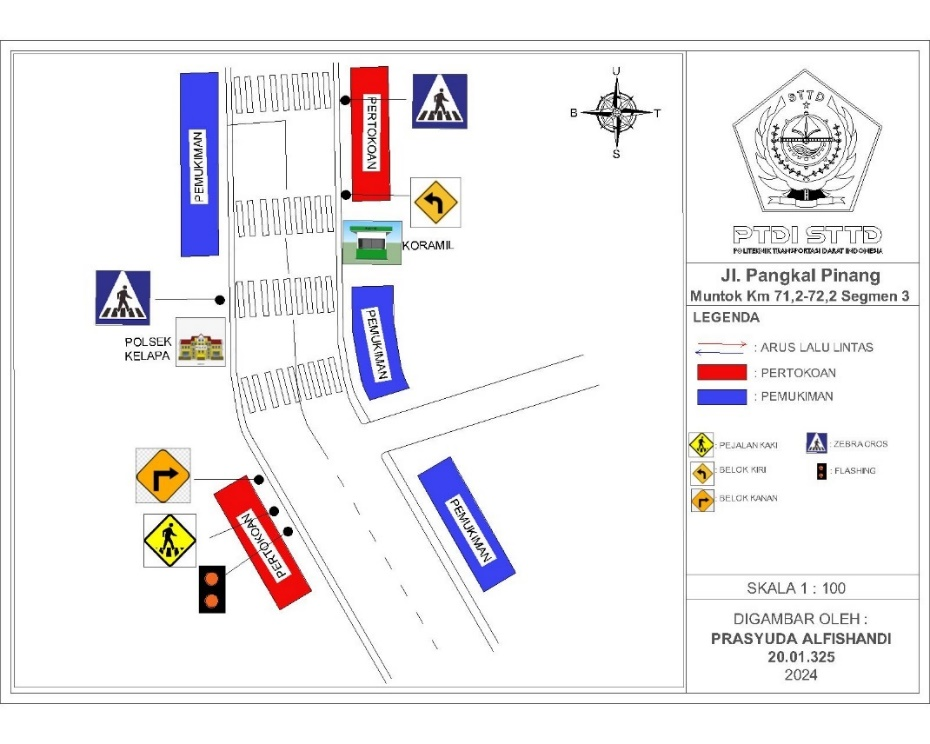 PEMUKIMAN
PERTOKOAN
U
B
T
S
KORAMIL
POLSEK
KELAPA
PEMUKIMAN
PERTOKOAN
PEMUKIMAN
STTD
PTDI STTD
POLITEKNIK TRANSPORTASI DARAT INDONESIA
Jl. Pangkal Pinang
Muntok Km 71,2-72,2 Segmen 3
LEGENDA
: ARUS LALU LINTAS
: PERTOKOAN
: PEMUKIMAN
: PEJALAN KAKI
: ZEBRA CROS
: BELOK KIRI
: FLASHING
: BELOK KANAN
SKALA 1 : 100
DIGAMBAR OLEH :
PRASYUDA ALFISHANDI
20.01.325
2024